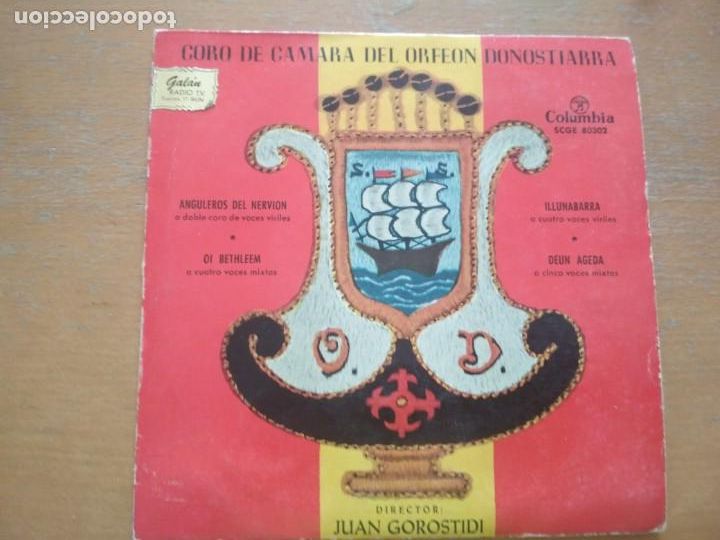 todocoleccion
CORO DE CAMARA DEL ORFEON DONOSTIARRA
Galán
RADIO TV.
Columbia
SCGE 80302
S. S.
ANGULEROS DEL NERVION
a doble coro de voces viriles
OI BETHLEEM
a cuatro voces mixtas
ILLUNABARRA
a cuatro voces viriles
DEUN AGEDA
a cinco voces mixtas
O. D.
DIRECTOR:
JUAN GOROSTIDI